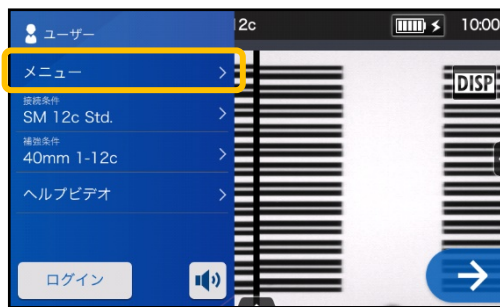 ユーザー
12c
10:00
メニュー
DISP
接続条件
SM 12c Std.
補強条件
40mm 1-12c
ヘルプビデオ
ログイン